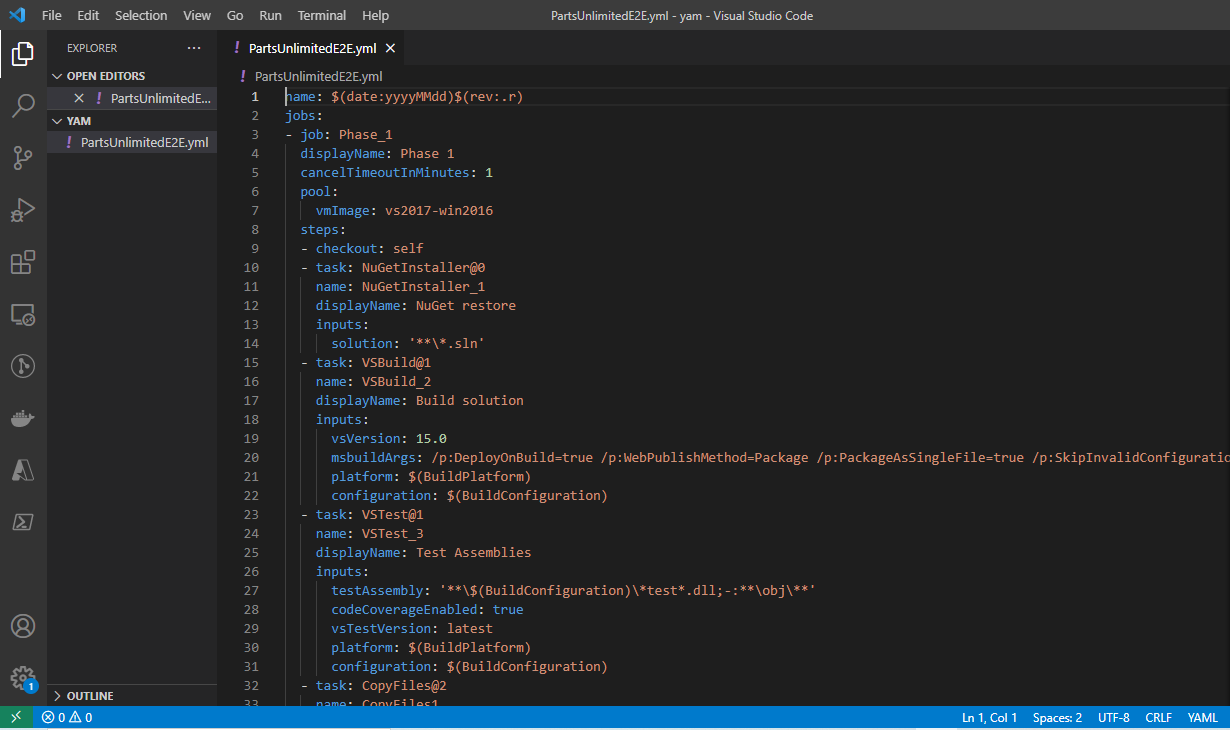 File Edit Selection View Go Run Terminal Help PartsUnlimitedE2E.yml - yam - Visual Studio Code
EXPLORER ···
OPEN EDITORS
PartsUnlimitedE...
YAM
PartsUnlimitedE2E.yml
OUTLINE
PartsUnlimitedE2E.yml
PartsUnlimitedE2E.yml
1 name: $(date:yyyyMMdd)$(rev:.r)
2 jobs:
3 - job: Phase_1
4 displayName: Phase 1
5 cancelTimeoutInMinutes: 1
6 pool:
7 vmImage: vs2017-win2016
8 steps:
9 - checkout: self
10 - task: NuGetInstaller@0
11 name: NuGetInstaller_1
12 displayName: NuGet restore
13 inputs:
14 solution: '**\*.sln'
15 - task: VSBuild@1
16 name: VSBuild_2
17 displayName: Build solution
18 inputs:
19 vsVersion: 15.0
20 msbuildArgs: /p:DeployOnBuild=true /p:WebPublishMethod=Package /p:PackageAsSingleFile=true /p:SkipInvalidConfiguratio
21 platform: $(BuildPlatform)
22 configuration: $(BuildConfiguration)
23 - task: VSTest@1
24 name: VSTest_3
25 displayName: Test Assemblies
26 inputs:
27 testAssembly: '**\$(BuildConfiguration)\*test*.dll;-:**\obj\**'
28 codeCoverageEnabled: true
29 vsTestVersion: latest
30 platform: $(BuildPlatform)
31 configuration: $(BuildConfiguration)
32 - task: CopyFiles@2
33 name: CopyFiles1
1
0 0 Ln 1, Col 1 Spaces: 2 UTF-8 CRLF YAML